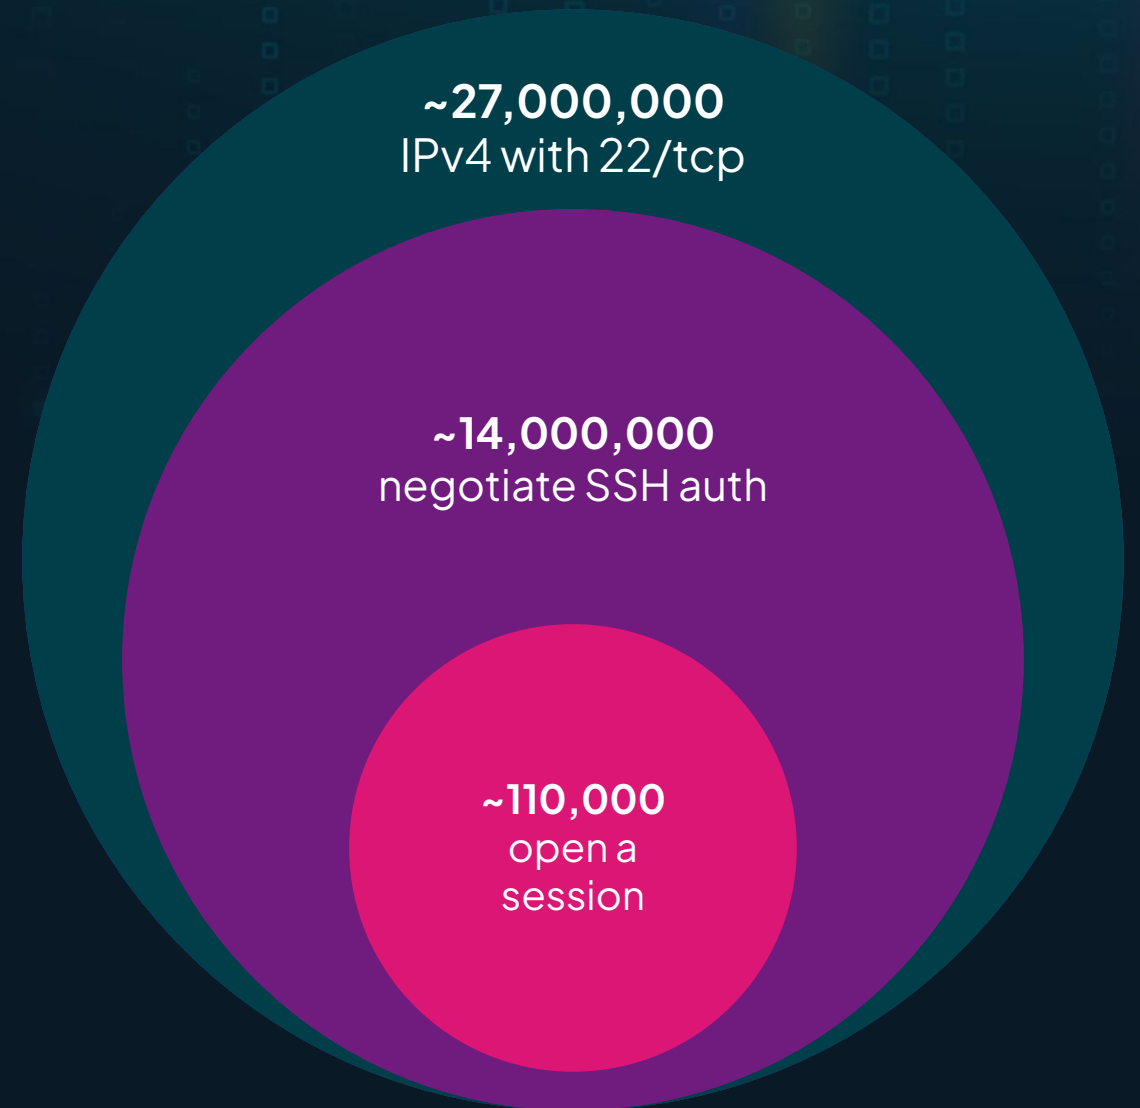 ~27,000,000
IPv4 with 22/tcp
~14,000,000
negotiate SSH auth
~110,000
open a
session